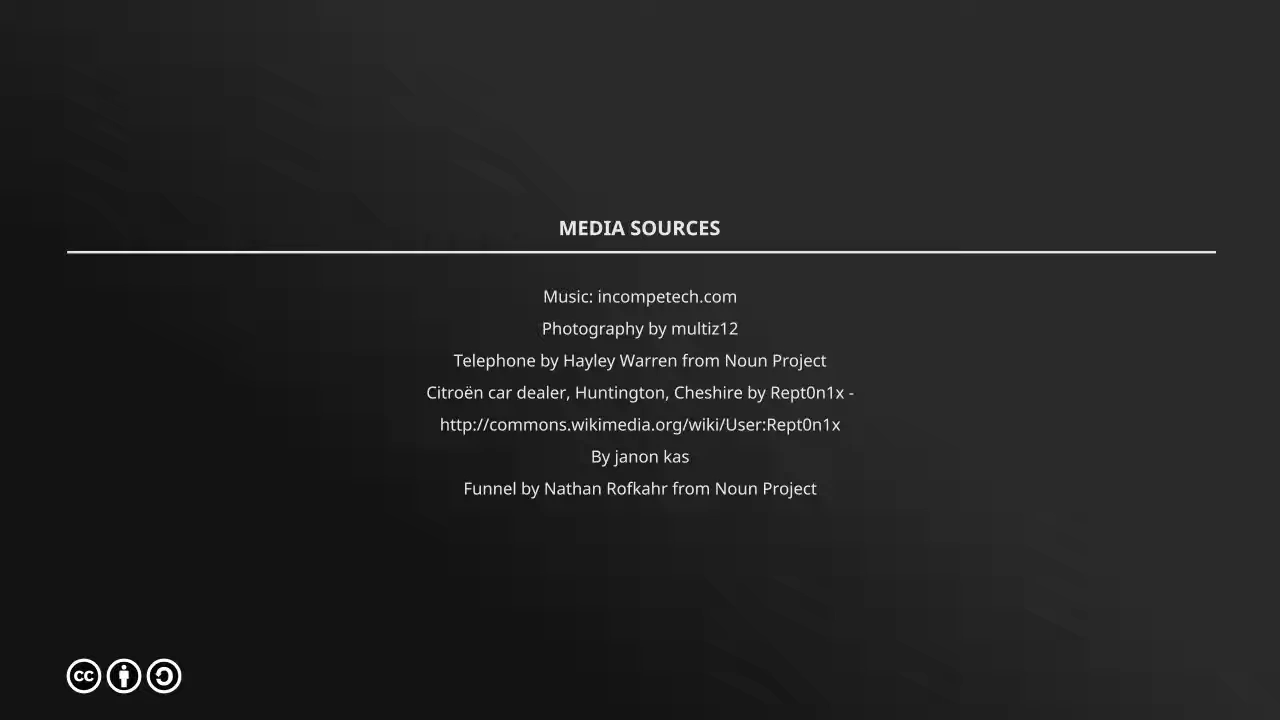 MEDIA SOURCES
Music: incompetech.com
Photography by multiz12
Telephone by Hayley Warren from Noun Project
Citroën car dealer, Huntington, Cheshire by Rept0n1x -
http://commons.wikimedia.org/wiki/User:Rept0n1x
By janon kas
Funnel by Nathan Rofkahr from Noun Project
cc